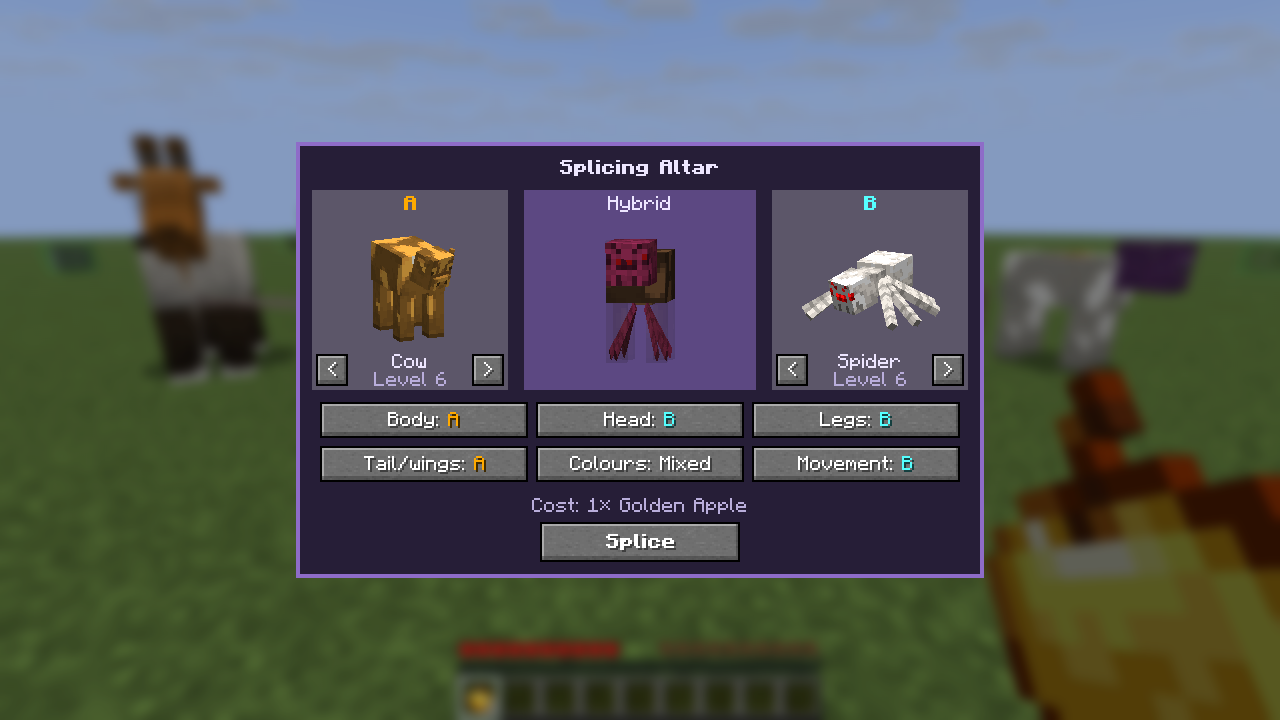 Splicing Altar
A
Hybrid
B
<
Cow
Level 6
>
<
Spider
Level 6
>
Body: A
Head: B
Legs: B
Tail/wings: A
Colours: Mixed
Movement: B
Cost: 1× Golden Apple
Splice